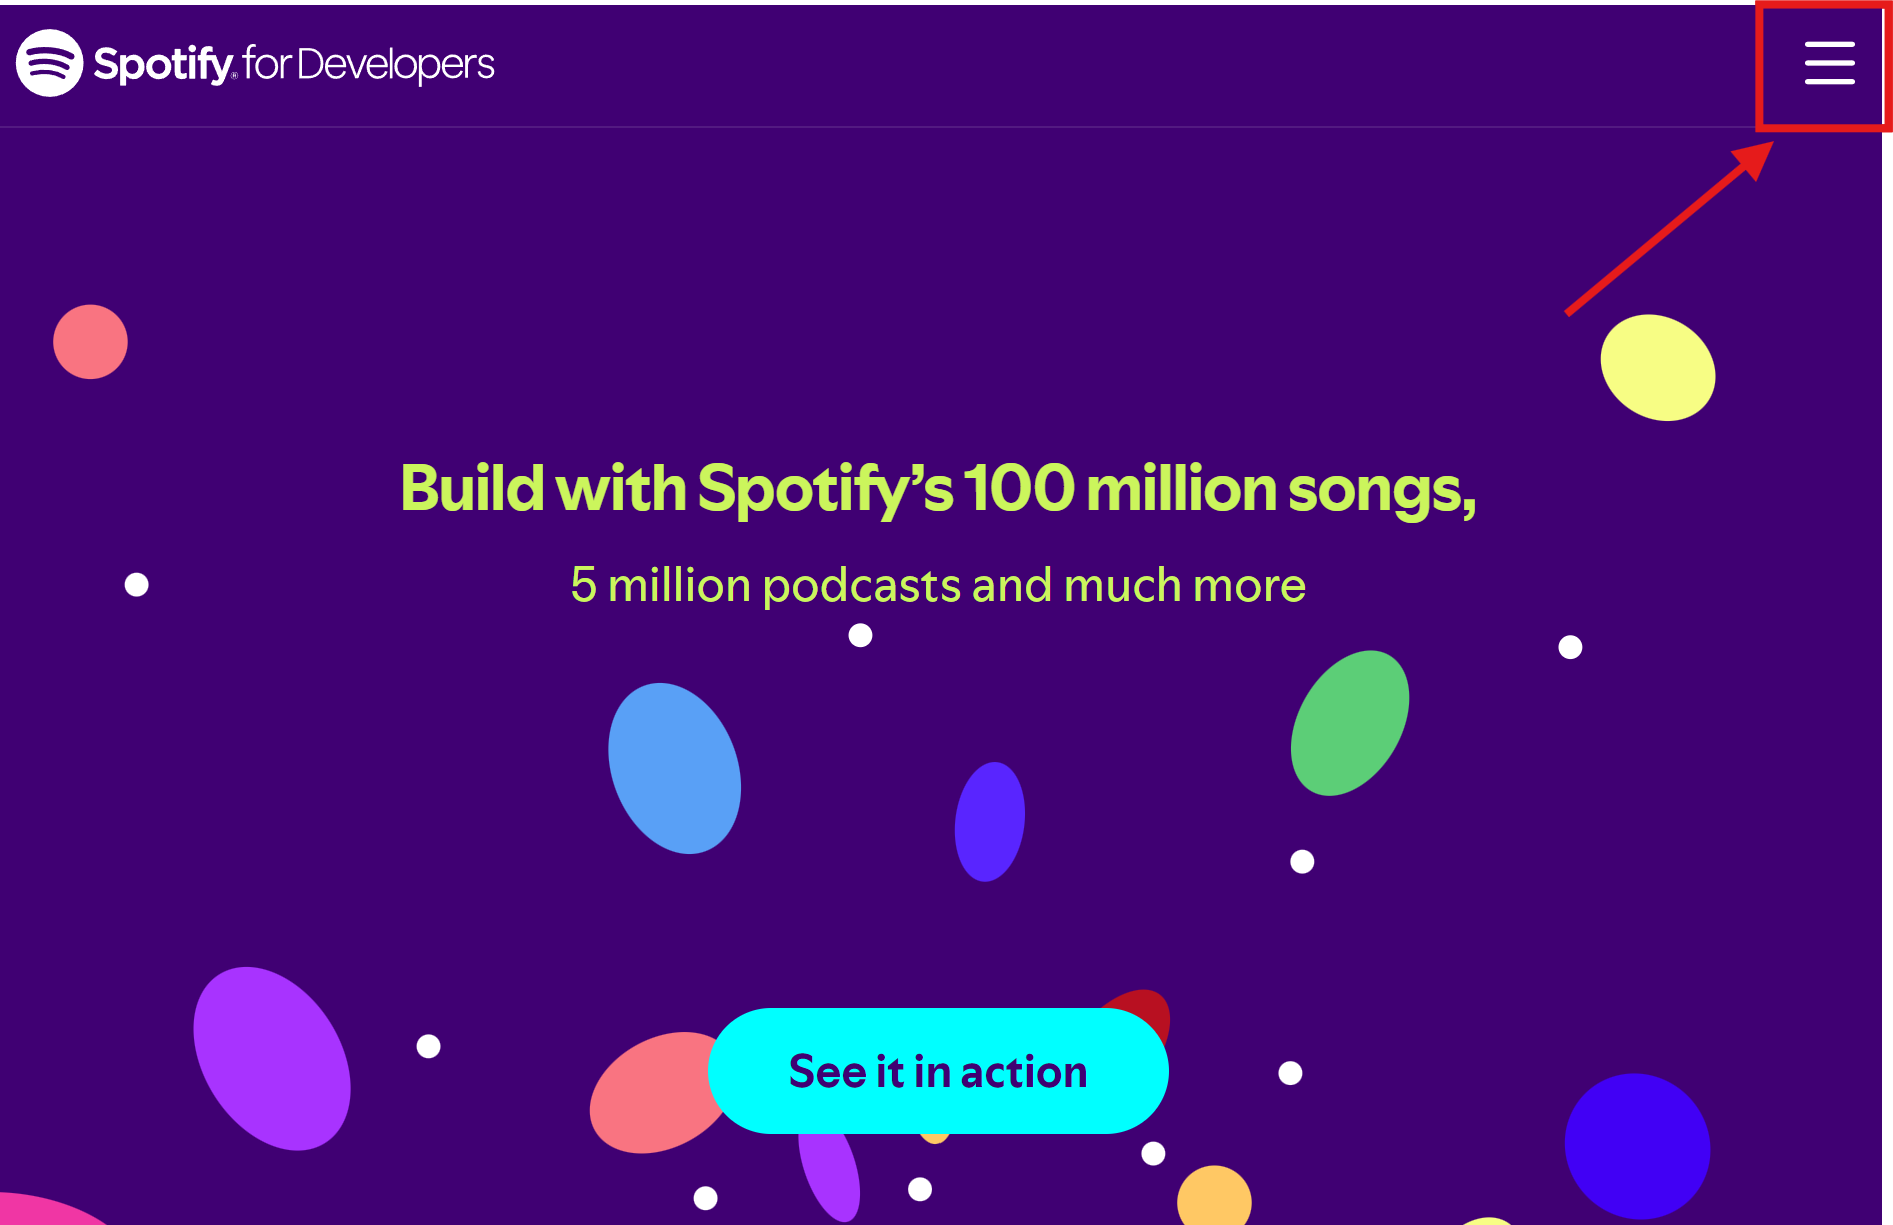 Spotify® for Developers
Build with Spotify’s 100 million songs,
5 million podcasts and much more
See it in action